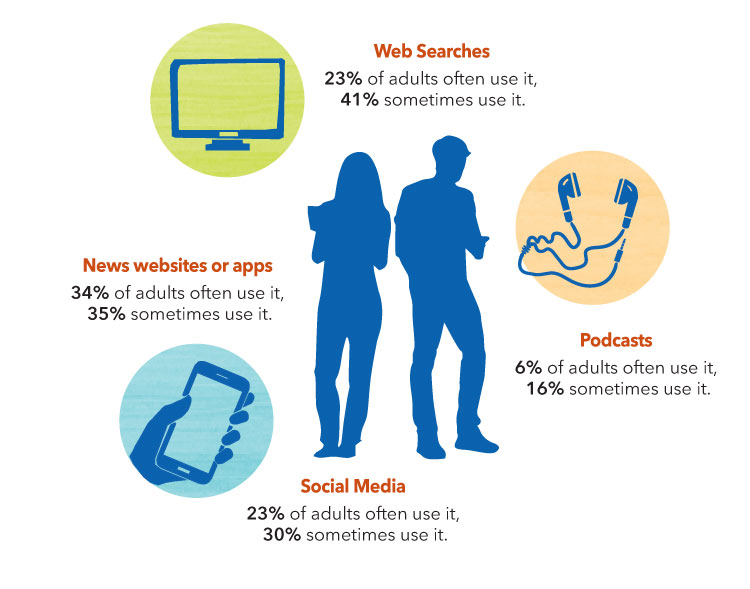 Web Searches
23% of adults often use it,
41% sometimes use it.
News websites or apps
34% of adults often use it,
35% sometimes use it.
Podcasts
6% of adults often use it,
16% sometimes use it.
Social Media
23% of adults often use it,
30% sometimes use it.